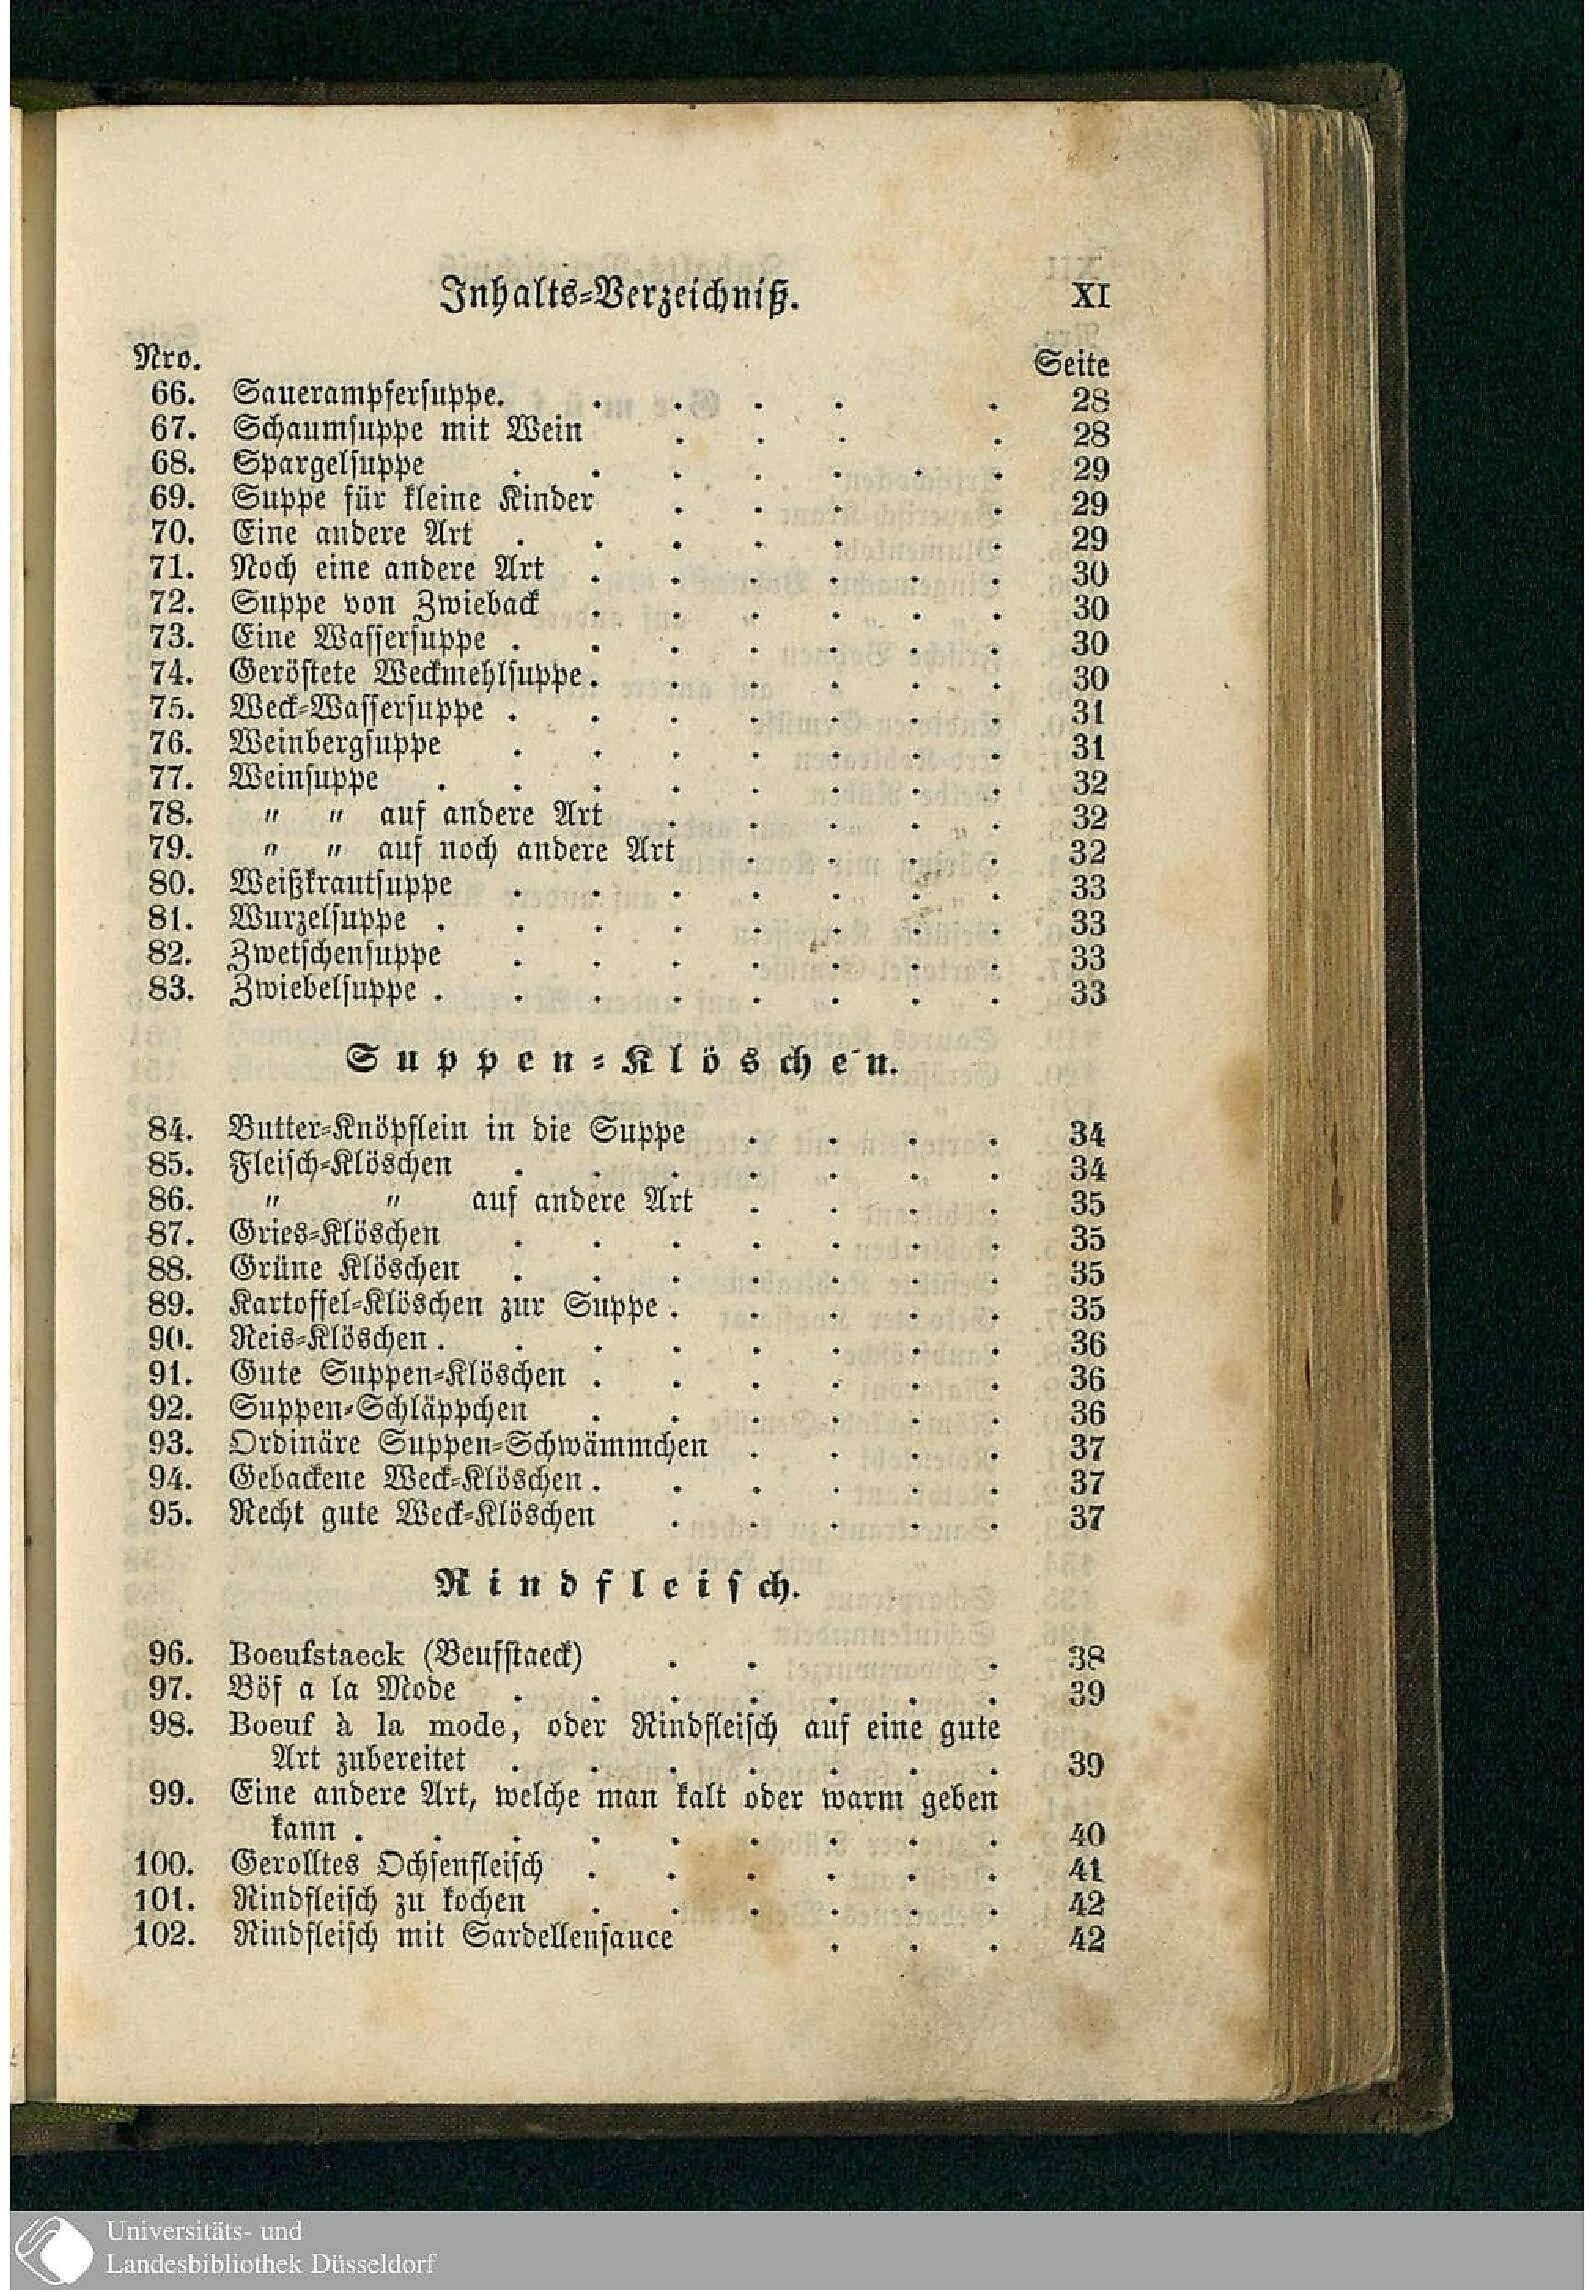 Inhalts-Verzeichniß. XI
Nro. Seite
66. Sauerampfersuppe. . . . . . 28
67. Schaumsuppe mit Wein . . . . 28
68. Spargelsuppe . . . . . . . 29
69. Suppe für kleine Kinder . . . . . 29
70. Eine andere Art . . . . . . 29
71. Noch eine andere Art . . . . . . 30
72. Suppe von Zwieback . . . . . . 30
73. Eine Wassersuppe . . . . . . . 30
74. Geröstete Weckmehlsuppe . . . . . . 30
75. Weck-Wassersuppe . . . . . . . 31
76. Weinbergsuppe . . . . . . . 31
77. Weinsuppe . . . . . . . . 32
78. " " auf andere Art . . . . . 32
79. " " auf noch andere Art . . . . 32
80. Weißkrautsuppe . . . . . . . 33
81. Wurzelsuppe . . . . . . . . 33
82. Zwetschensuppe . . . . . . . 33
83. Zwiebelsuppe . . . . . . . . 33
Suppen-Klöschen.
84. Butter-Knöpflein in die Suppe . . . . 34
85. Fleisch-Klöschen . . . . . . . 34
86. " " auf andere Art . . . . 35
87. Gries-Klöschen . . . . . . . 35
88. Grüne Klöschen . . . . . . . 35
89. Kartoffel-Klöschen zur Suppe . . . . . 35
90. Reis-Klöschen . . . . . . . . 36
91. Gute Suppen-Klöschen . . . . . . 36
92. Suppen-Schläppchen . . . . . . 36
93. Ordinäre Suppen-Schwämmchen . . . . 37
94. Gebackene Weck-Klöschen . . . . . . 37
95. Recht gute Weck-Klöschen . . . . . 37
Rindfleisch.
96. Boeufstaeck (Beufstaeck) . . . 38
97. Böf a la Mode . . . . . . . 39
98. Boeuf à la mode, oder Rindfleisch auf eine gute
Art zubereitet . . . . . . . 39
99. Eine andere Art, welche man kalt oder warm geben
kann . . . . . . . . . 40
100. Gerolltes Ochsenfleisch . . . . . . 41
101. Rindfleisch zu kochen . . . . . . 42
102. Rindfleisch mit Sardellensauce . . . 42
Universitäts- und
Landesbibliothek Düsseldorf